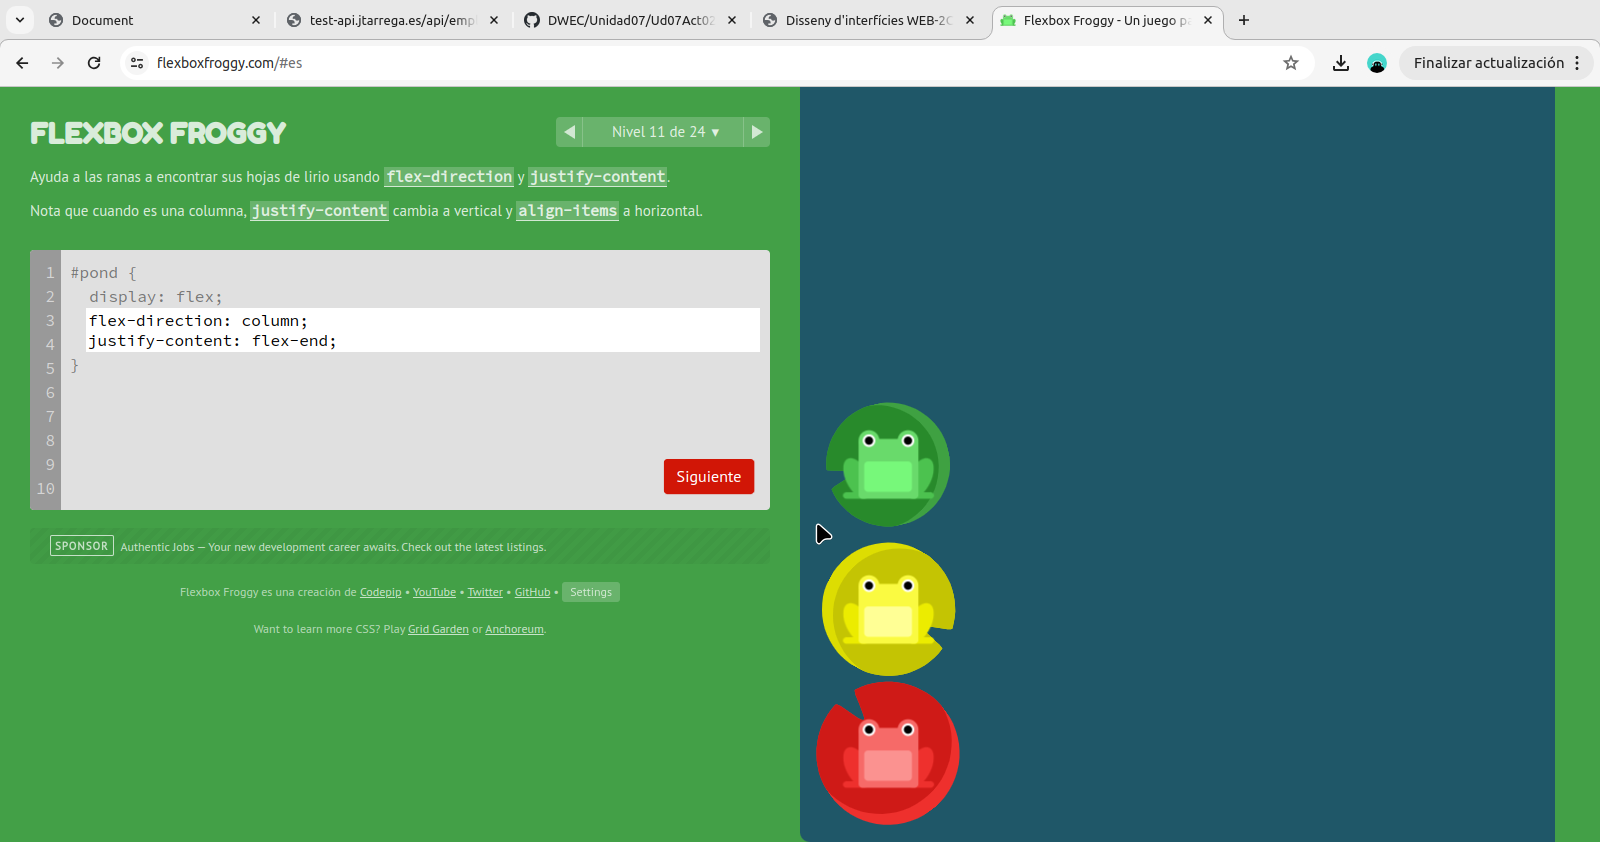 Document
test-api.jtarrega.es/api/emp
DWEC/Unidad07/Ud07Act02
Disseny d'interfícies WEB-2C
Flexbox Froggy - Un juego pa
flexboxfroggy.com/#es
Finalizar actualización
FLEXBOX FROGGY
Nivel 11 de 24 ▾
Ayuda a las ranas a encontrar sus hojas de lirio usando flex-direction y justify-content.
Nota que cuando es una columna, justify-content cambia a vertical y align-items a horizontal.
1 #pond {
2 display: flex;
3 flex-direction: column;
4 justify-content: flex-end;
5 }
6
7
8
9
10
Siguiente
SPONSOR Authentic Jobs — Your new development career awaits. Check out the latest listings.
Flexbox Froggy es una creación de Codepip • YouTube • Twitter • GitHub • Settings
Want to learn more CSS? Play Grid Garden or Anchoreum.